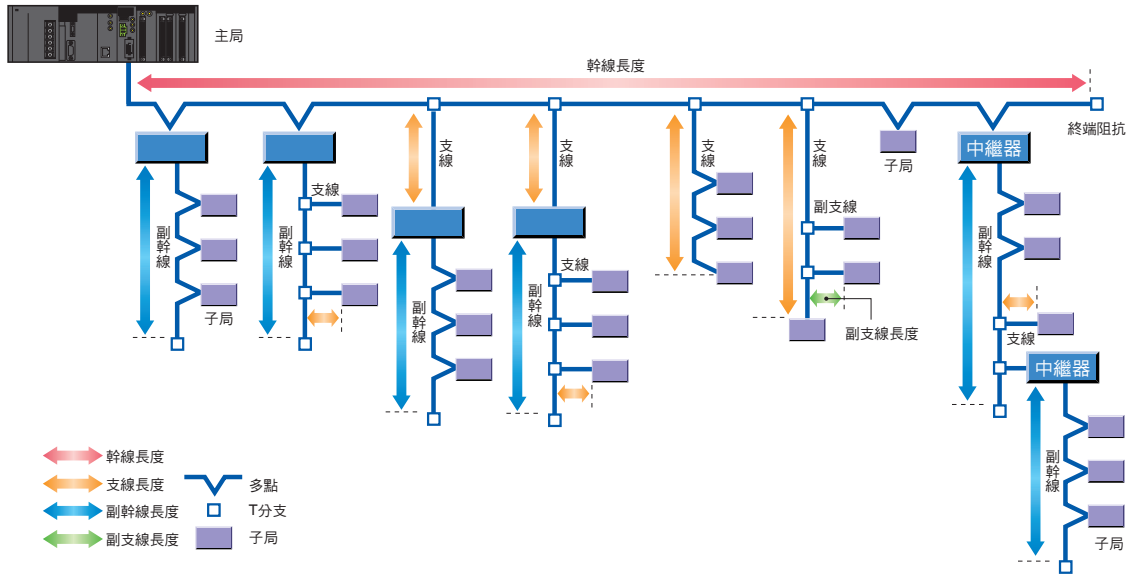 主局
幹線長度
終端阻抗
支線
支線
支線
支線
子局
中繼器
支線
副支線
副幹線
副幹線
副幹線
支線
子局
副幹線
副幹線
副支線長度
支線
中繼器
幹線長度
支線長度
多點
副幹線
副幹線長度
T分支
副支線長度
子局
子局